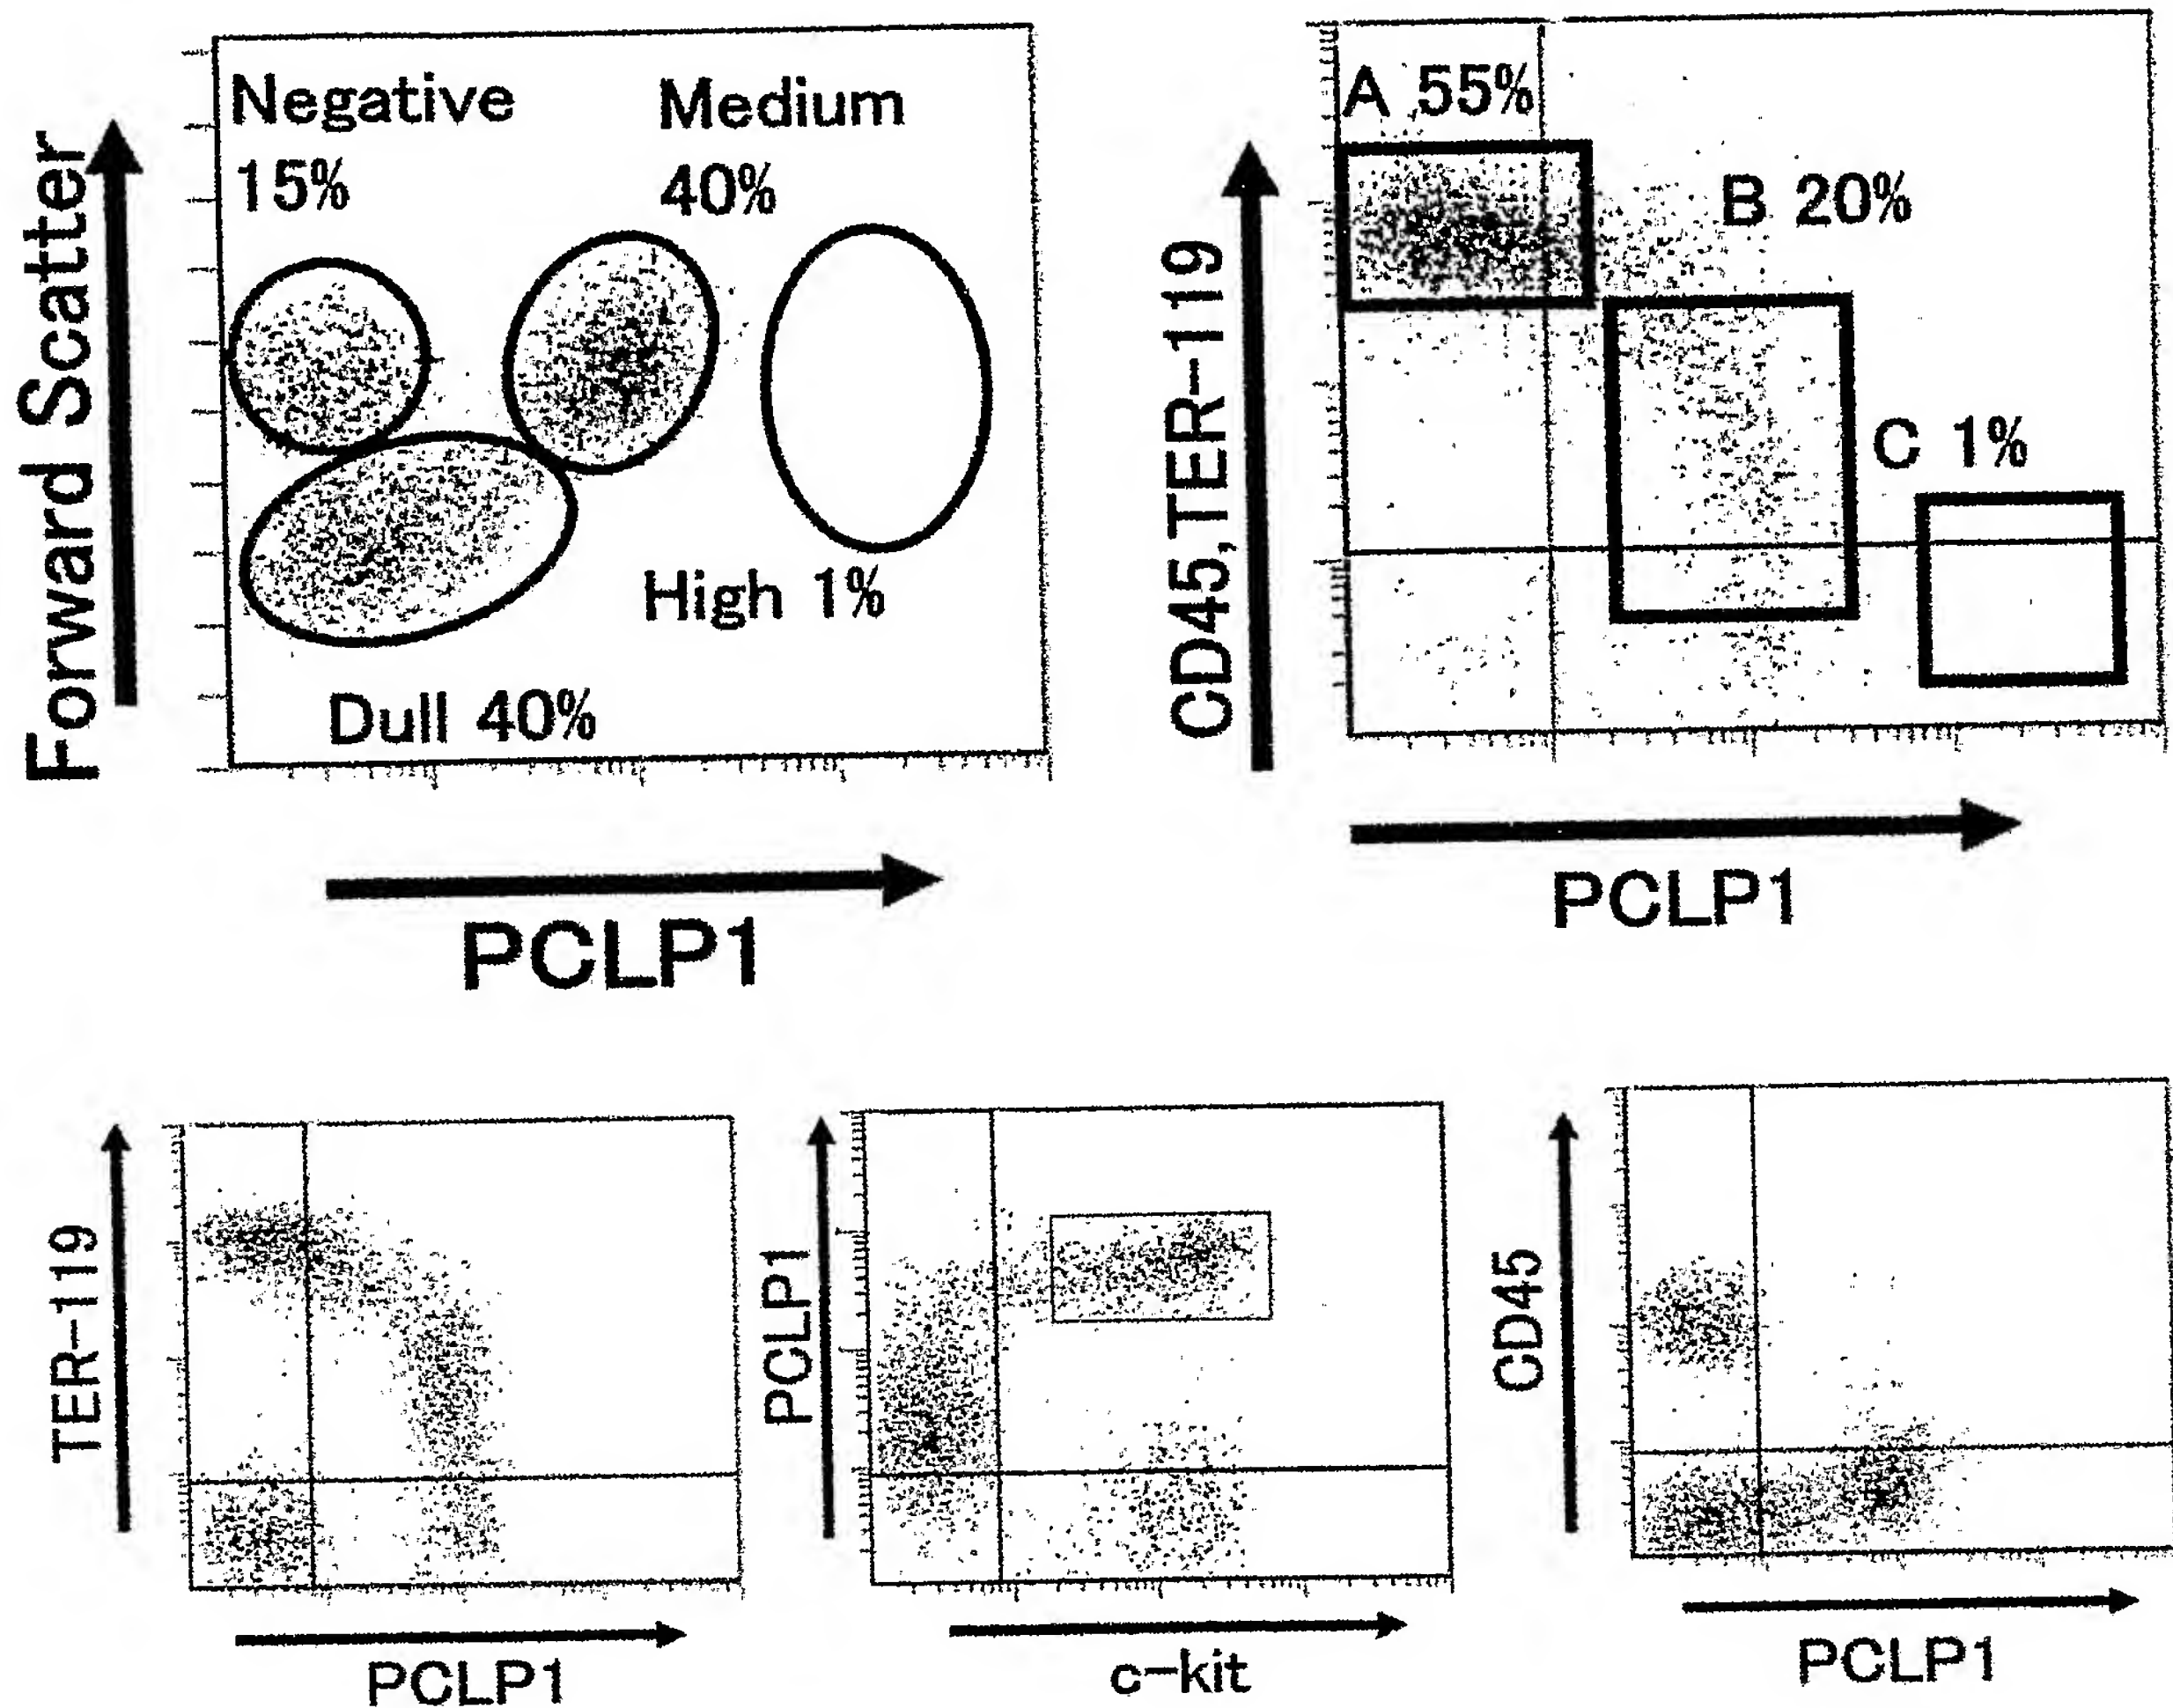 Negative
15%
Medium
40%
High 1%
Dull 40%
Forward Scatter
PCLP1
A 55%
B 20%
C 1%
CD45,TER-119
PCLP1
TER-119
PCLP1
PCLP1
c-kit
CD45
PCLP1